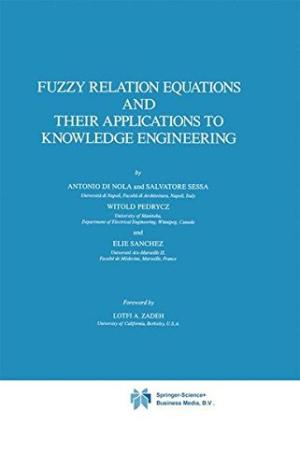 FUZZY RELATION EQUATIONS
AND
THEIR APPLICATIONS TO
KNOWLEDGE ENGINEERING
by
ANTONIO DI NOLA and SALVATORE SESSA
Università di Napoli, Facoltà di Architettura, Napoli, Italy
WITOLD PEDRYCZ
University of Manitoba,
Department of Electrical Engineering, Winnipeg, Canada
and
ELIE SANCHEZ
Université Aix-Marseille II,
Faculté de Médecine, Marseille, France
Foreword by
LOTFI A. ZADEH
University of California, Berkeley, U.S.A.
Springer-Science+
Business Media, B.V.